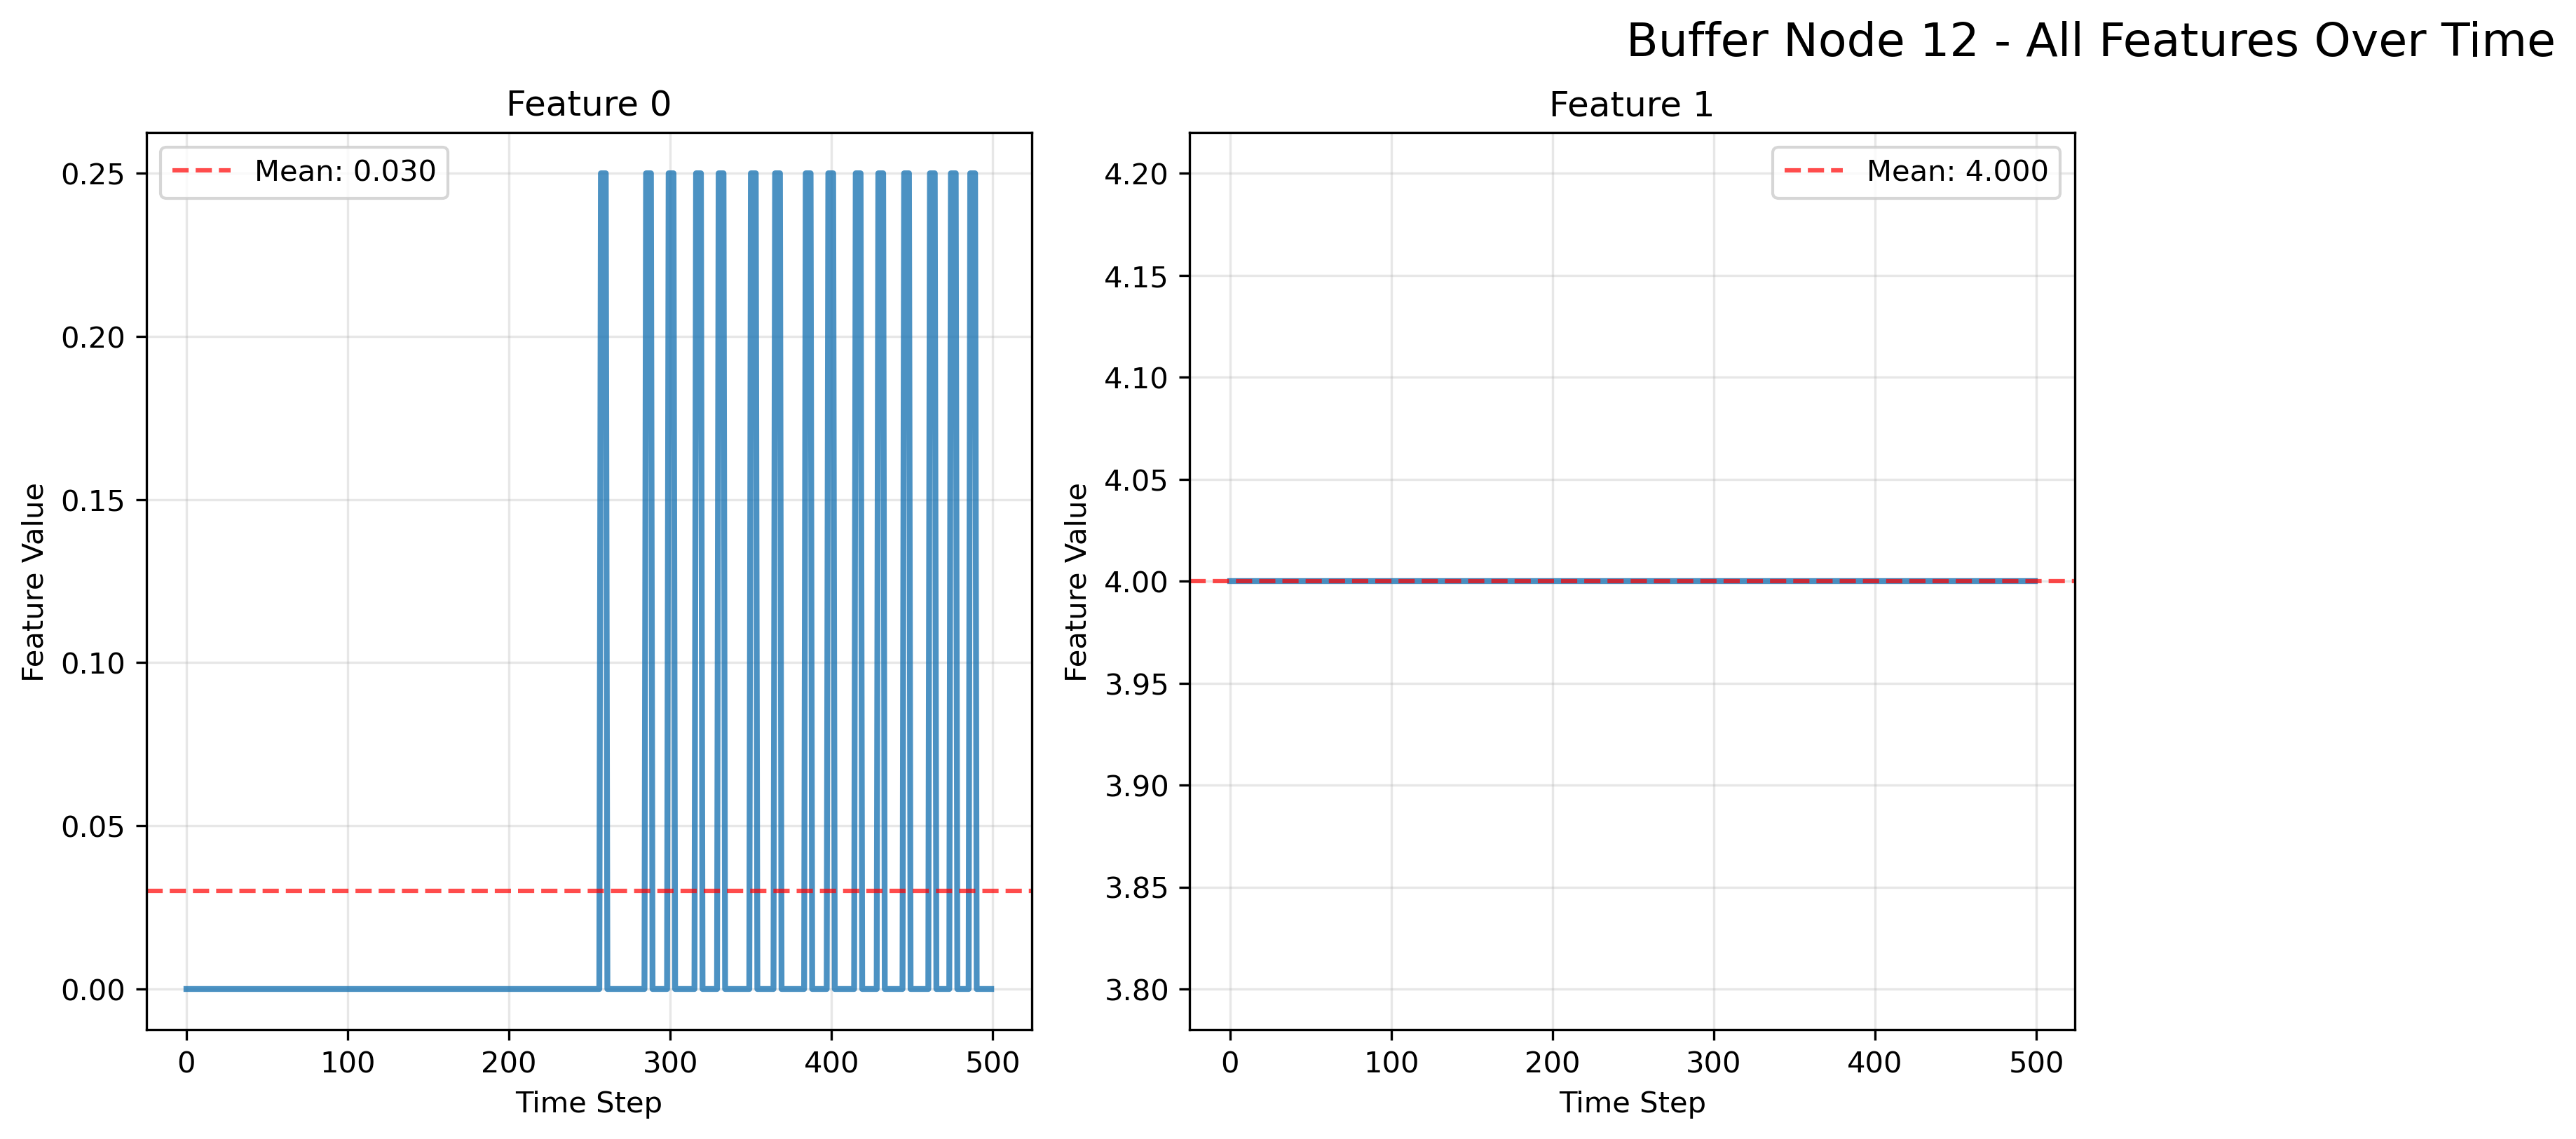 Buffer Node 12 - All Features Over Time
Feature 0
Mean: 0.030
Feature Value
0.25
0.20
0.15
0.10
0.05
0.00
0 100 200 300 400 500
Time Step
Feature 1
Mean: 4.000
Feature Value
4.20
4.15
4.10
4.05
4.00
3.95
3.90
3.85
3.80
0 100 200 300 400 500
Time Step